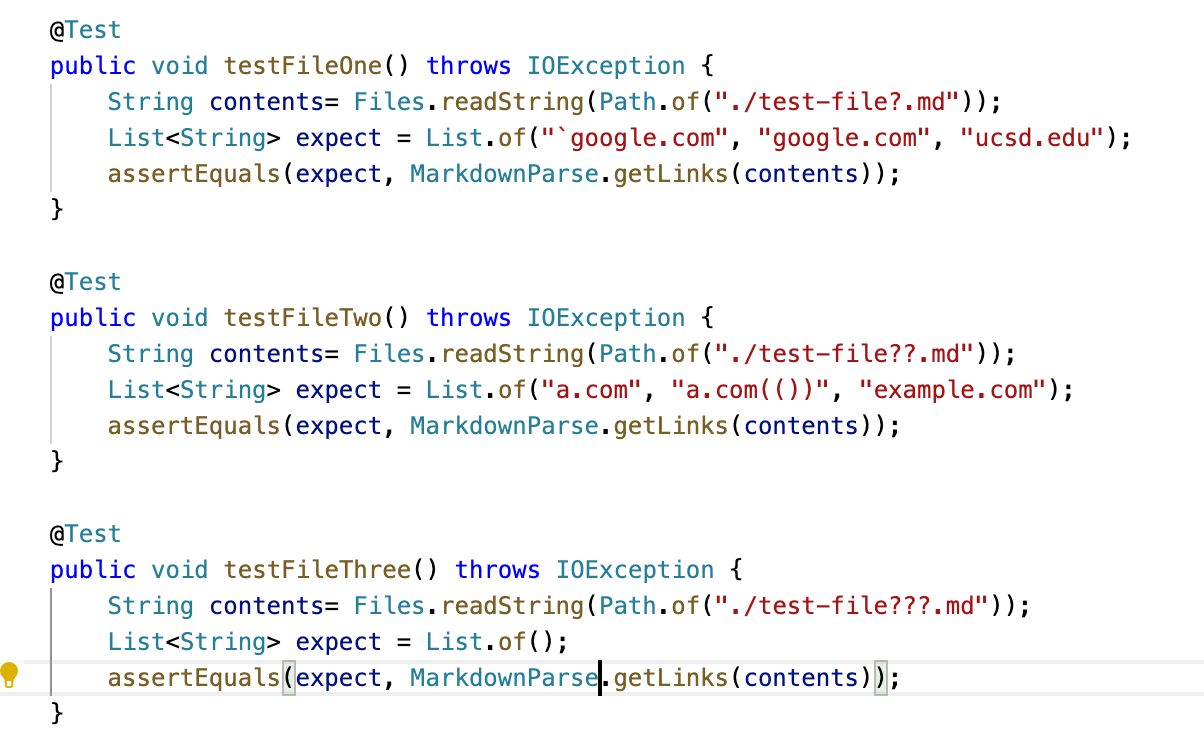 @Test
public void testFileOne() throws IOException {
    String contents= Files.readString(Path.of("./test-file?.md"));
    List<String> expect = List.of("`google.com", "google.com", "ucsd.edu");
    assertEquals(expect, MarkdownParse.getLinks(contents));
}

@Test
public void testFileTwo() throws IOException {
    String contents= Files.readString(Path.of("./test-file??.md"));
    List<String> expect = List.of("a.com", "a.com(())", "example.com");
    assertEquals(expect, MarkdownParse.getLinks(contents));
}

@Test
public void testFileThree() throws IOException {
    String contents= Files.readString(Path.of("./test-file???.md"));
    List<String> expect = List.of();
    assertEquals(expect, MarkdownParse.getLinks(contents));
}